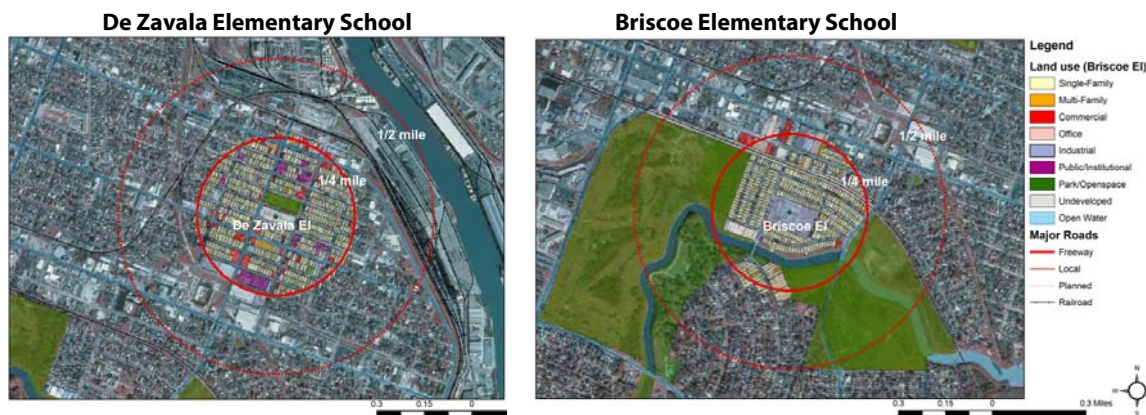 De Zavala Elementary School
Briscoe Elementary School
1/2 mile
1/4 mile
De Zavala El
1/2 mile
1/4 mile
Briscoe El
Legend
Land use (Briscoe El)
Single-Family
Multi-Family
Commercial
Office
Industrial
Public/Institutional
Park/Openspace
Undeveloped
Open Water
Major Roads
Freeway
Local
Planned
Railroad
N
W
0.3 0.15 0
0.3 0.15 0 0.3 Miles